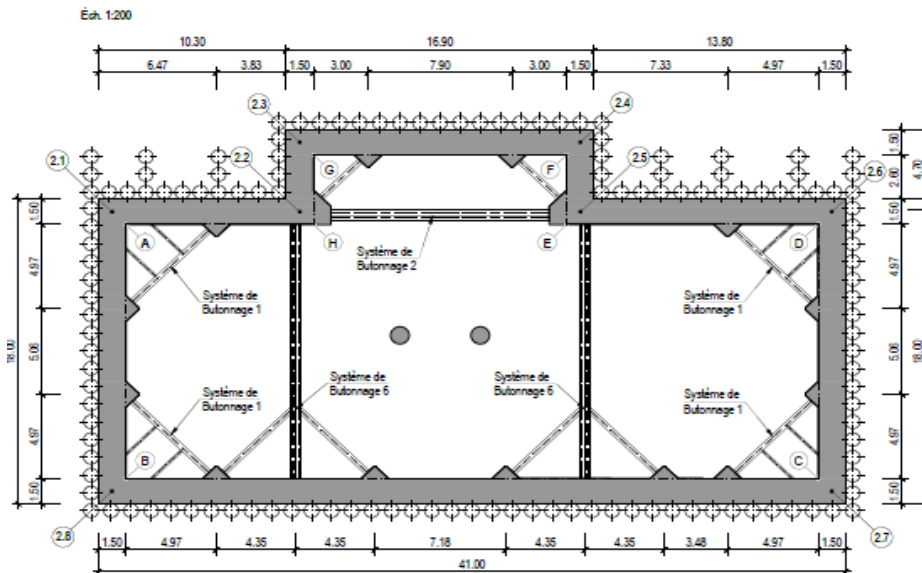 Éch. 1:200
10.30 16.90 13.80
6.47 3.83 1.50 3.00 7.90 3.00 1.50 7.33 4.97 1.50
2.3 2.4
2.1 2.2 2.5 2.6
1.50
2.60
4.70
G F
1.50 1.50
A H E D
Système de
Butonnage 2
4.97 4.97
Système de
Butonnage 1
Système de
Butonnage 1
18.00 5.06 5.06 18.00
Système de
Butonnage 6
Système de
Butonnage 6
Système de
Butonnage 1
Système de
Butonnage 1
4.97 4.97
B C
1.50 1.50
2.8 2.7
1.50 4.97 4.35 4.35 7.18 4.35 4.35 3.48 4.97 1.50
41.00